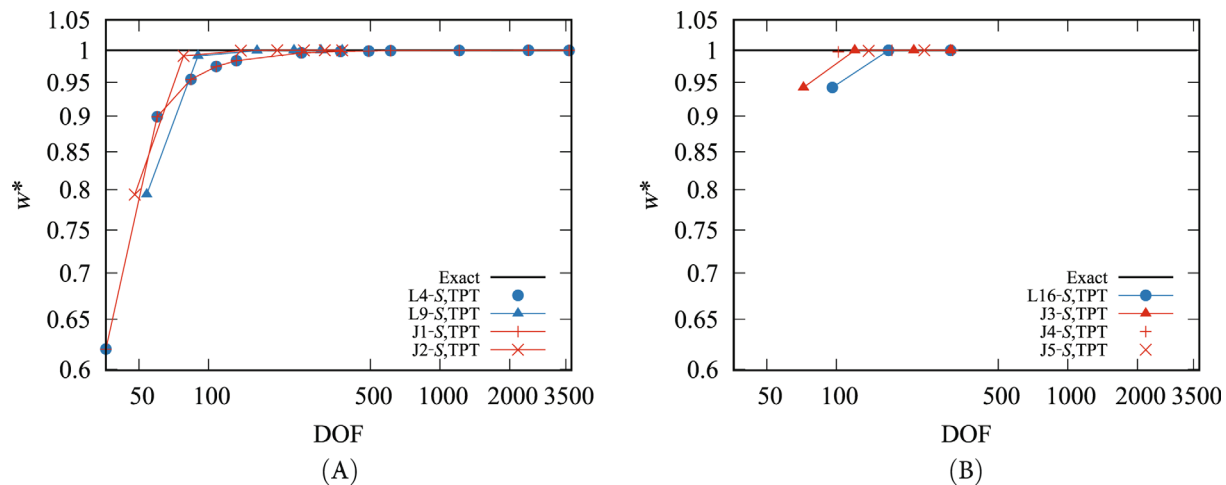 1.05
1
0.95
0.9
0.85
0.8
0.75
0.7
0.65
0.6
w*
Exact
L4-S,TPT
L9-S,TPT
J1-S,TPT
J2-S,TPT
50 100 500 1000 2000 3500
DOF
(A)
1.05
1
0.95
0.9
0.85
0.8
0.75
0.7
0.65
0.6
w*
Exact
L16-S,TPT
J3-S,TPT
J4-S,TPT
J5-S,TPT
50 100 500 1000 2000 3500
DOF
(B)